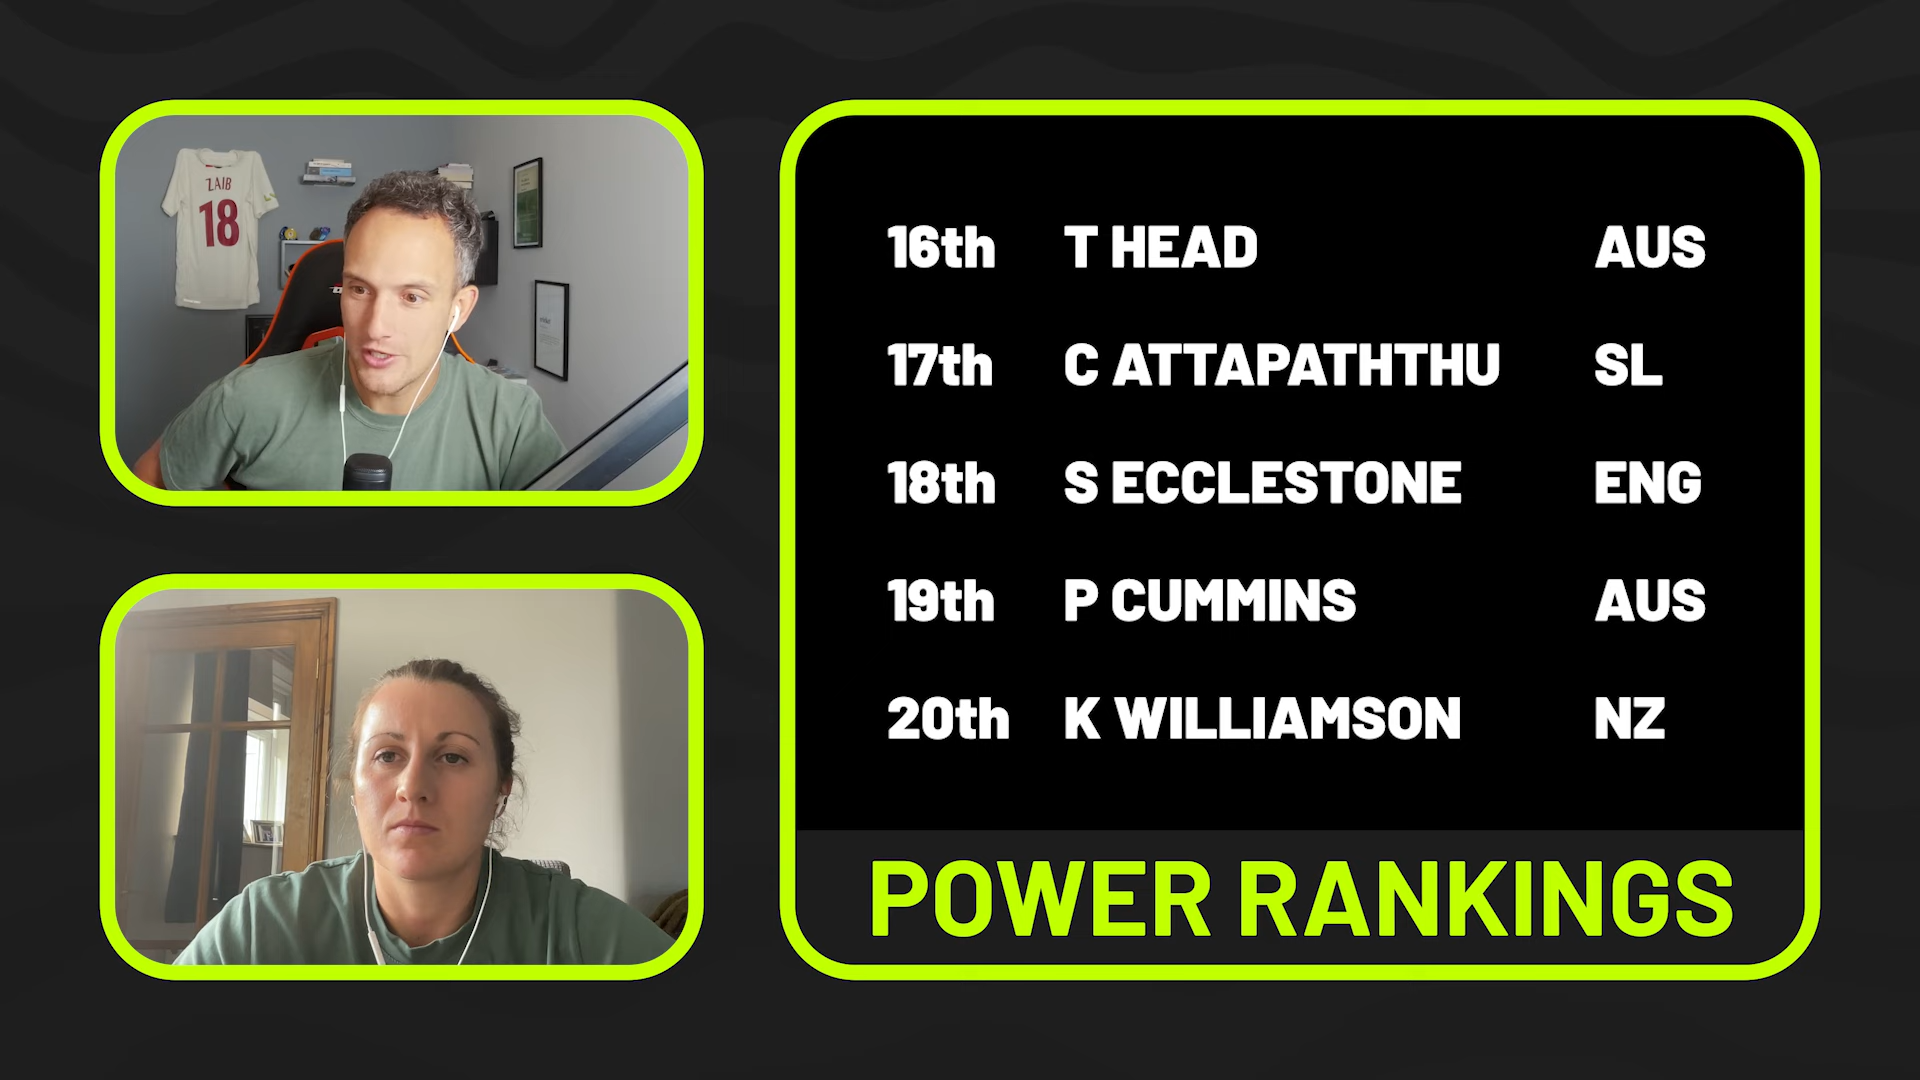 ZAIB
18
16th T HEAD AUS
17th C ATTAPATHTHU SL
18th S ECCLESTONE ENG
19th P CUMMINS AUS
20th K WILLIAMSON NZ
POWER RANKINGS